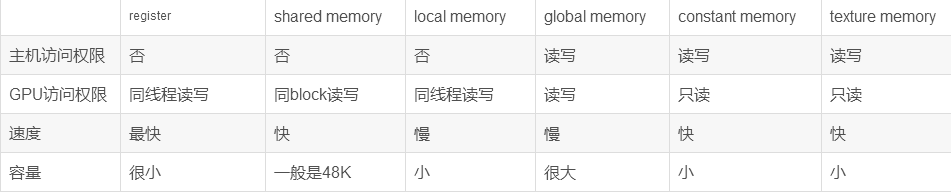 register shared memory local memory global memory constant memory texture memory
主机访问权限 否 否 否 读写 读写 读写
GPU访问权限 同线程读写 同block读写 同线程读写 读写 只读 只读
速度 最快 快 慢 慢 快 快
容量 很小 一般是48K 小 很大 小 小